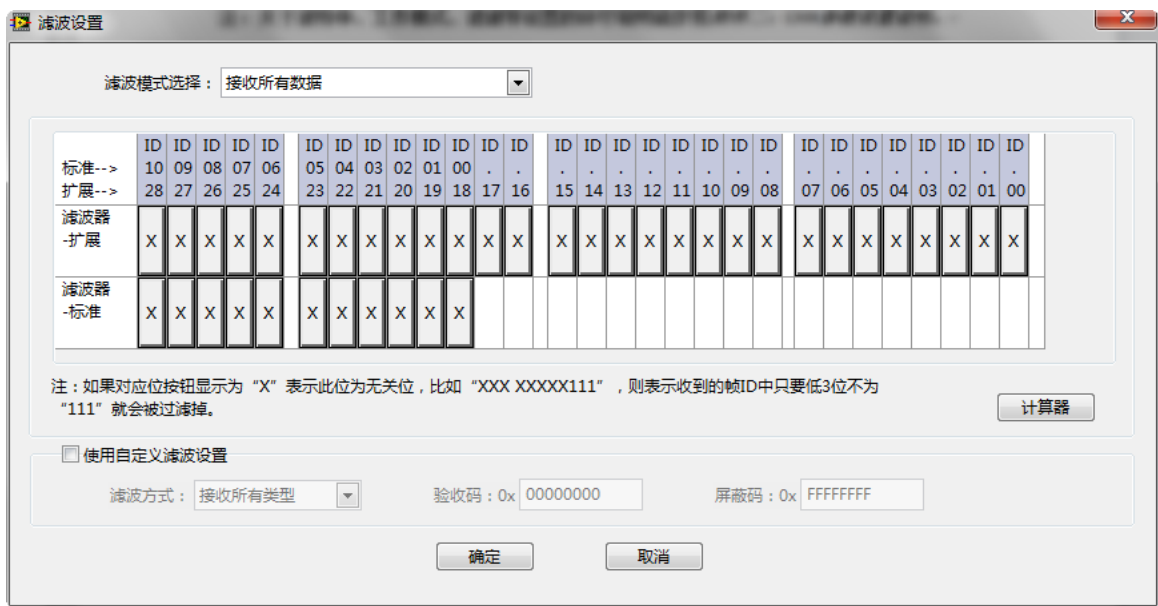 滤波设置
滤波模式选择：接收所有数据
ID ID ID ID ID ID ID ID ID ID ID ID ID ID ID ID ID ID ID ID ID ID ID ID ID ID ID ID ID
标准--> 10 09 08 07 06 05 04 03 02 01 00 . . . . . . . . . . . . . . . . . .
扩展--> 28 27 26 25 24 23 22 21 20 19 18 17 16 15 14 13 12 11 10 09 08 07 06 05 04 03 02 01 00
滤波器
-扩展 X X X X X X X X X X X X X X X X X X X X X X X X X X X X X
滤波器
-标准 X X X X X X X X X X X
注：如果对应位按钮显示为“X”表示此位为无关位，比如“XXX XXXXX111”，则表示收到的帧ID中只要低3位不为
“111”就会被过滤掉。
计算器
使用自定义滤波设置
滤波方式：接收所有类型 验收码：0x 00000000 屏蔽码：0x FFFFFFFF
确定 取消